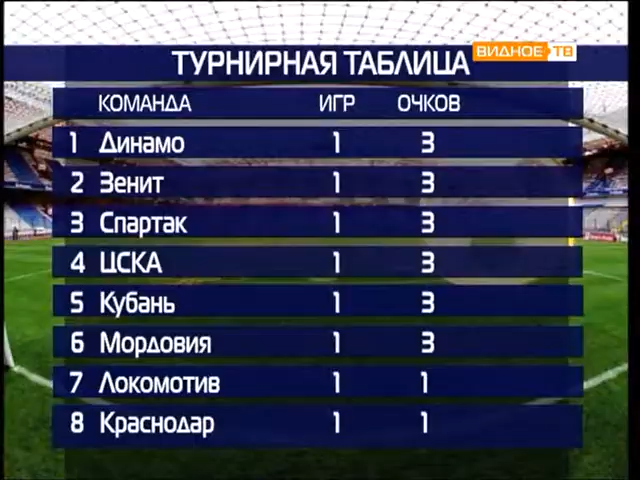 ВИДНОЕ ТВ
ТУРНИРНАЯ ТАБЛИЦА
КОМАНДА ИГР ОЧКОВ
1 Динамо 1 3
2 Зенит 1 3
3 Спартак 1 3
4 ЦСКА 1 3
5 Кубань 1 3
6 Мордовия 1 3
7 Локомотив 1 1
8 Краснодар 1 1